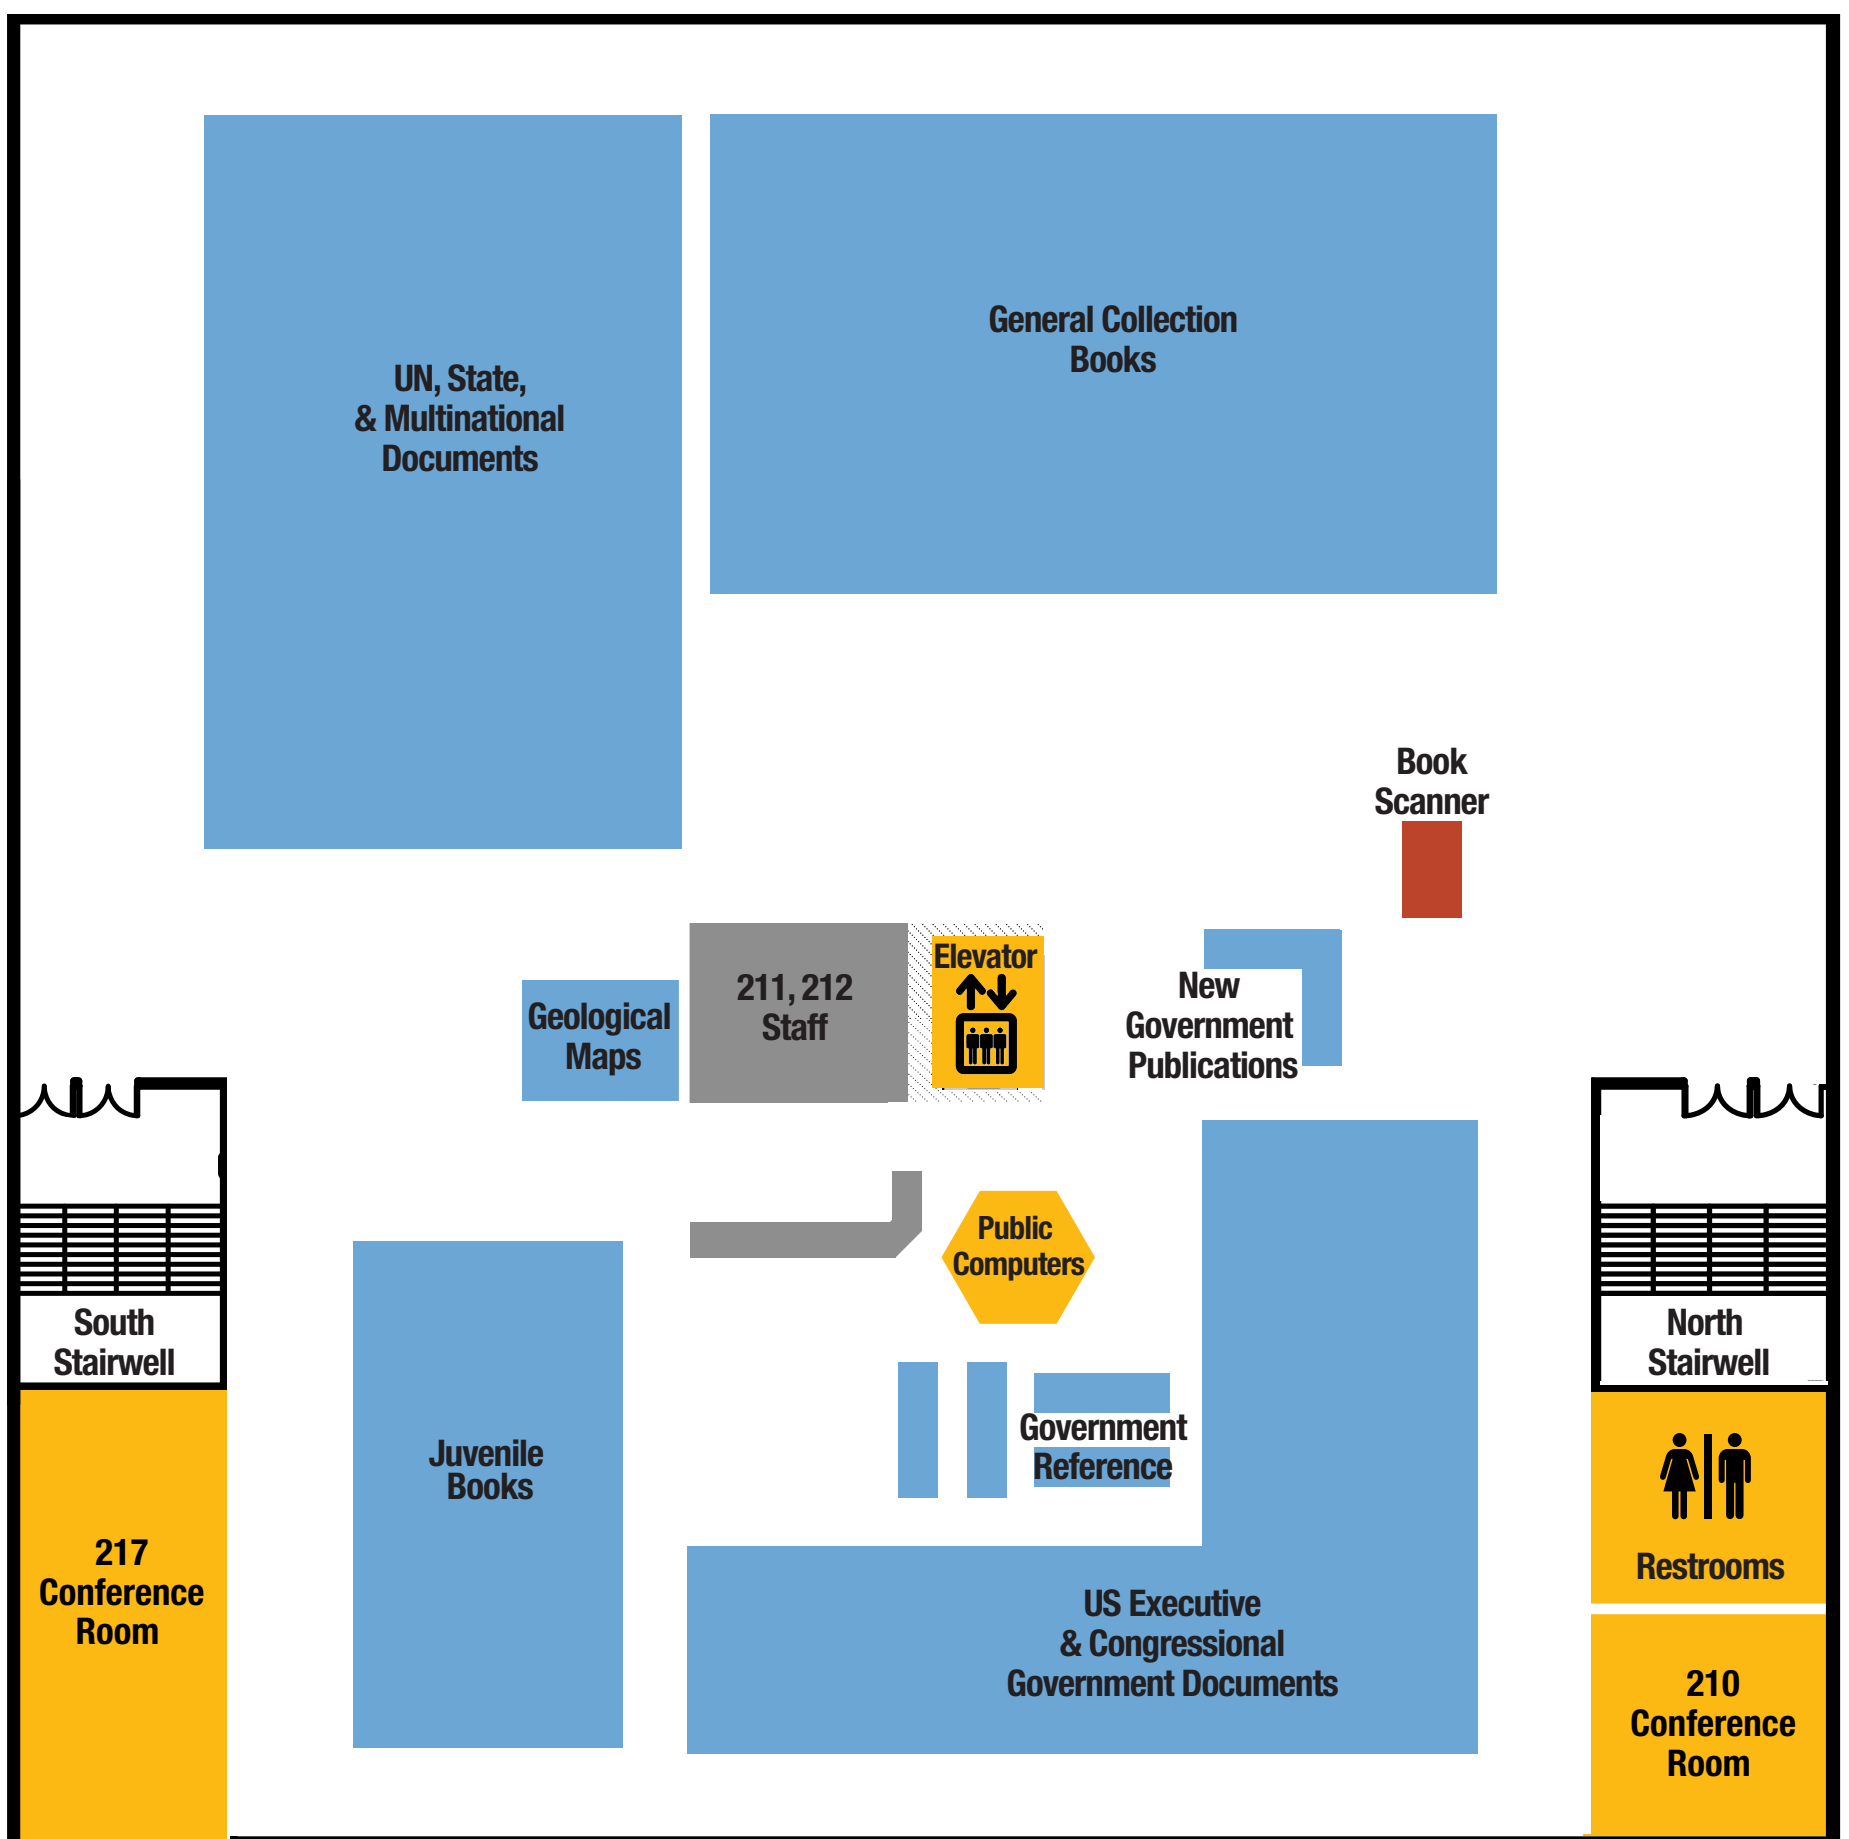 General Collection
Books
UN, State,
& Multinational
Documents
Book
Scanner
Elevator
211, 212
Staff
New
Government
Publications
Geological
Maps
Public
Computers
South
Stairwell
North
Stairwell
Government
Reference
Juvenile
Books
217
Conference
Room
Restrooms
US Executive
& Congressional
Government Documents
210
Conference
Room